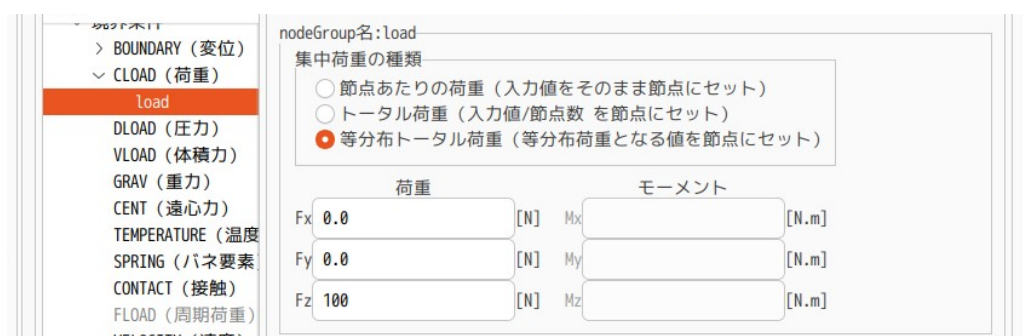 > BOUNDARY (変位)
∨ CLOAD (荷重)
load
DLOAD (圧力)
VLOAD (体積力)
GRAV (重力)
CENT (遠心力)
TEMPERATURE (温度
SPRING (バネ要素
CONTACT (接触)
FLOAD (周期荷重)
nodeGroup名:load
集中荷重の種類
節点あたりの荷重 (入力値をそのまま節点にセット)
トータル荷重 (入力値/節点数 を節点にセット)
等分布トータル荷重 (等分布荷重となる値を節点にセット)
荷重 モーメント
Fx 0.0 [N] Mx [N.m]
Fy 0.0 [N] My [N.m]
Fz 100 [N] Mz [N.m]